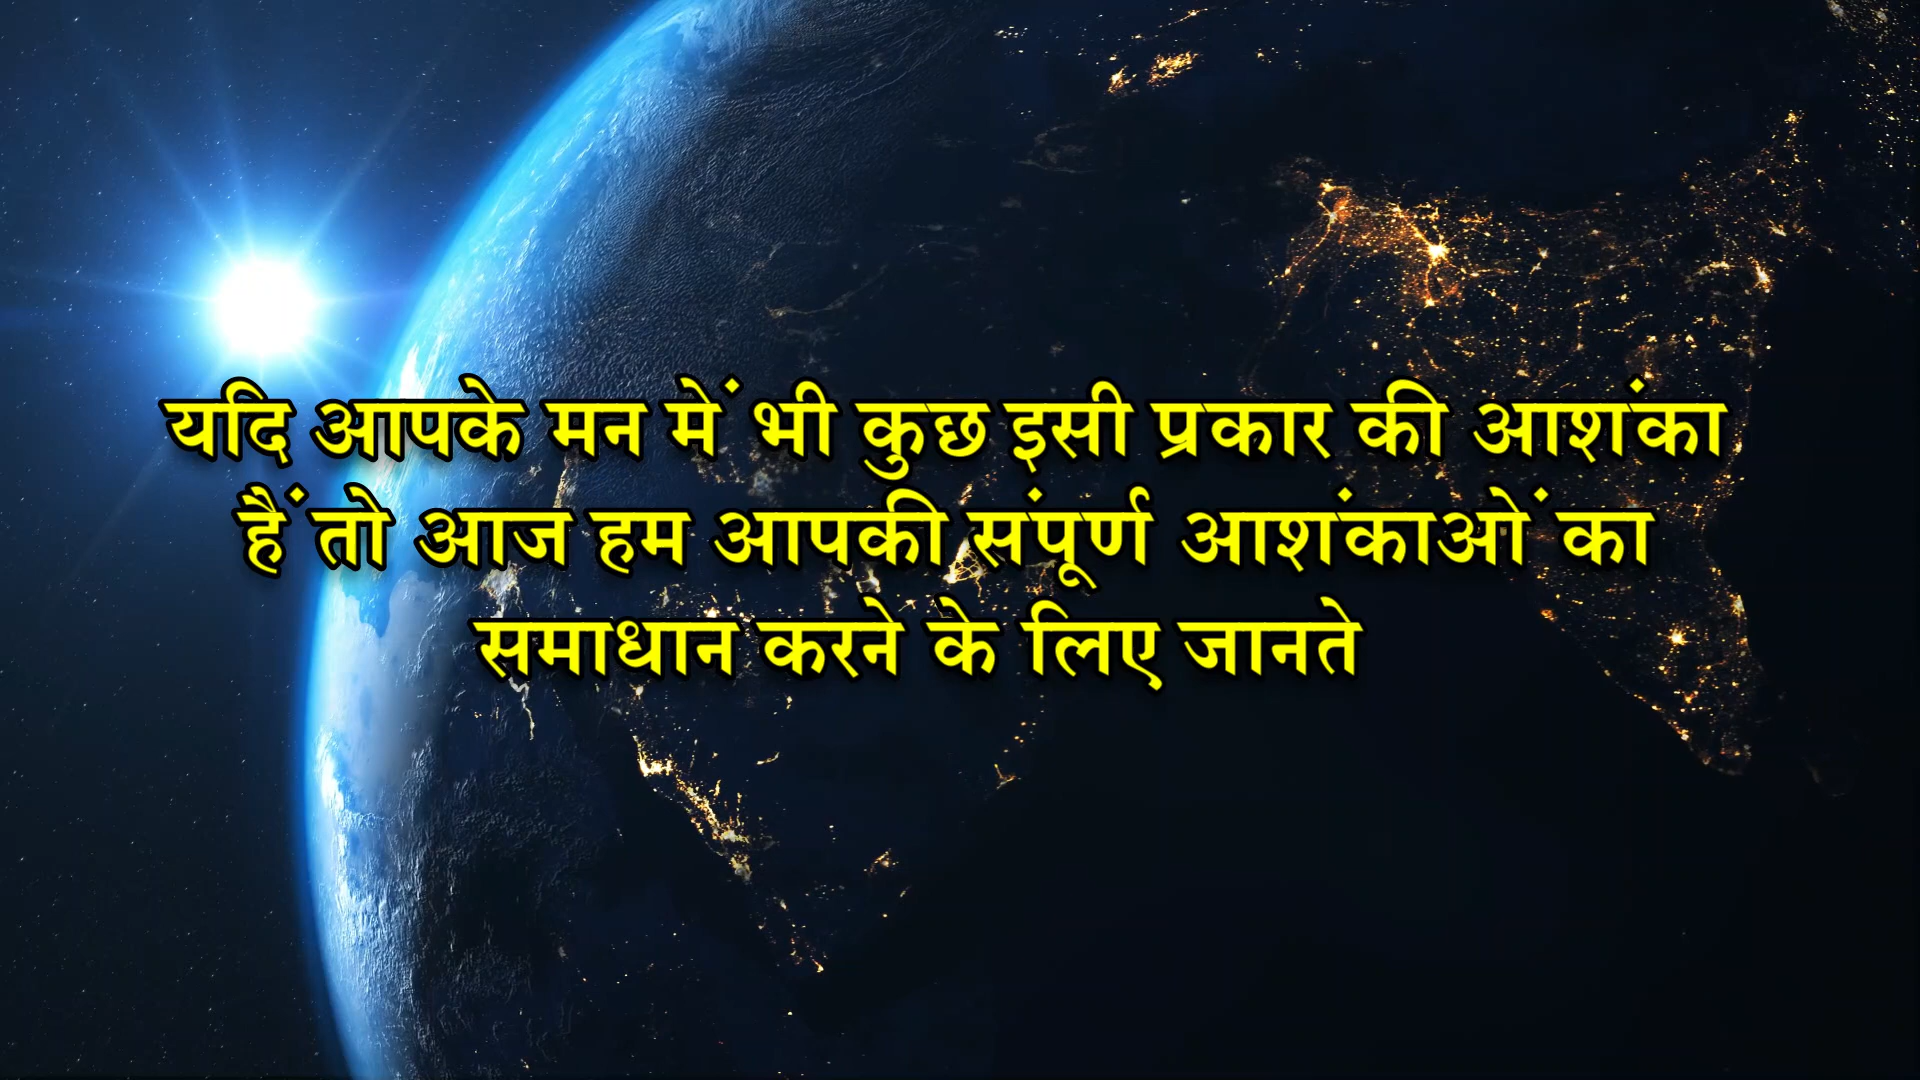 यदि आपके मन में भी कुछ इसी प्रकार की आशंका
हैं तो आज हम आपकी संपूर्ण आशंकाओं का
समाधान करने के लिए जानते